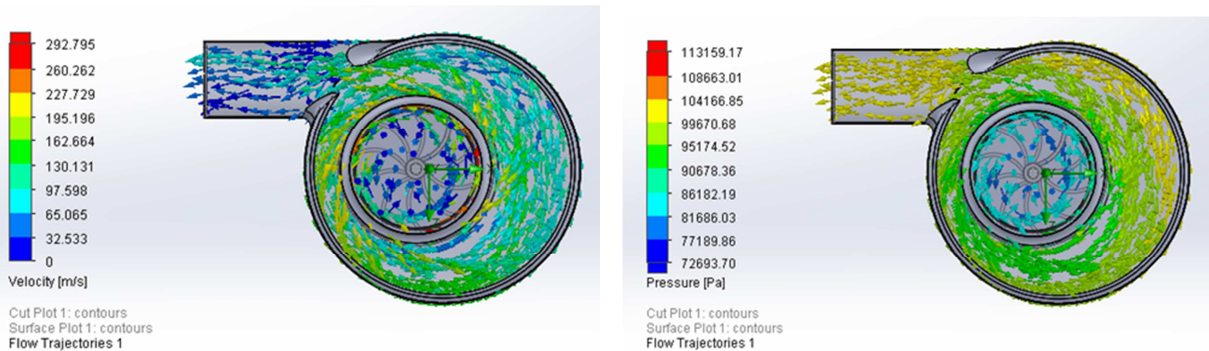 292.795
260.262
227.729
195.196
162.664
130.131
97.598
65.065
32.533
0
Velocity [m/s]
Cut Plot 1: contours
Surface Plot 1: contours
Flow Trajectories 1
113159.17
108663.01
104166.85
99670.68
95174.52
90678.36
86182.19
81686.03
77189.86
72693.70
Pressure [Pa]
Cut Plot 1: contours
Surface Plot 1: contours
Flow Trajectories 1